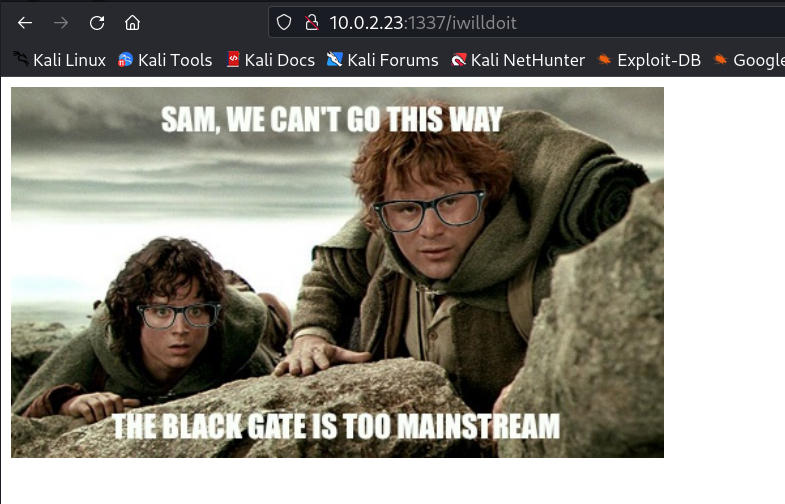 10.0.2.23:1337/iwilldoit
Kali Linux Kali Tools Kali Docs Kali Forums Kali NetHunter Exploit-DB Google
SAM, WE CAN'T GO THIS WAY
THE BLACK GATE IS TOO MAINSTREAM